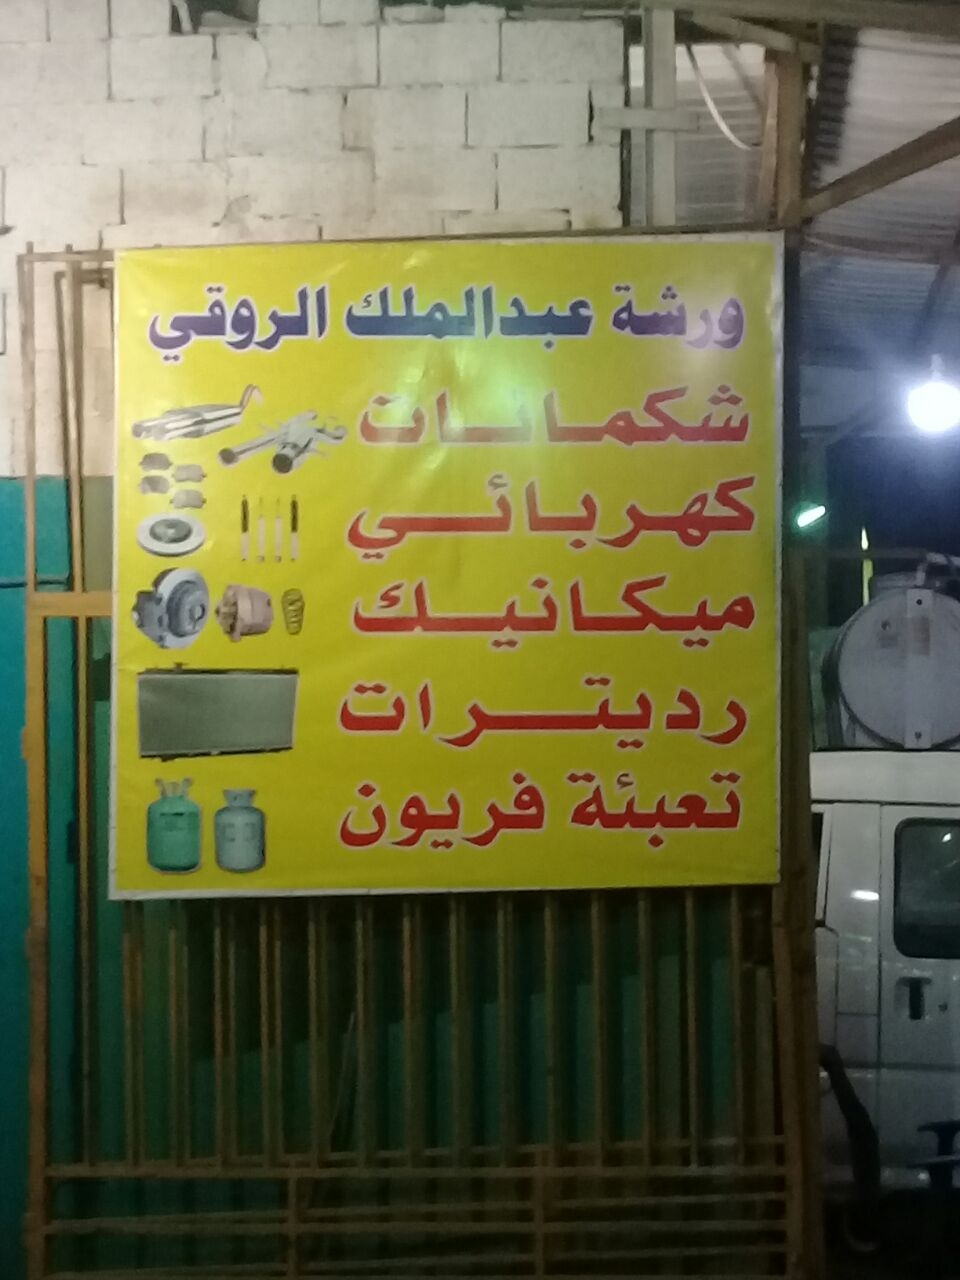 ورشة عبدالملك الروقي
شكمانات
كهربائي
ميكانيك
رديترات
تعبئة فريون